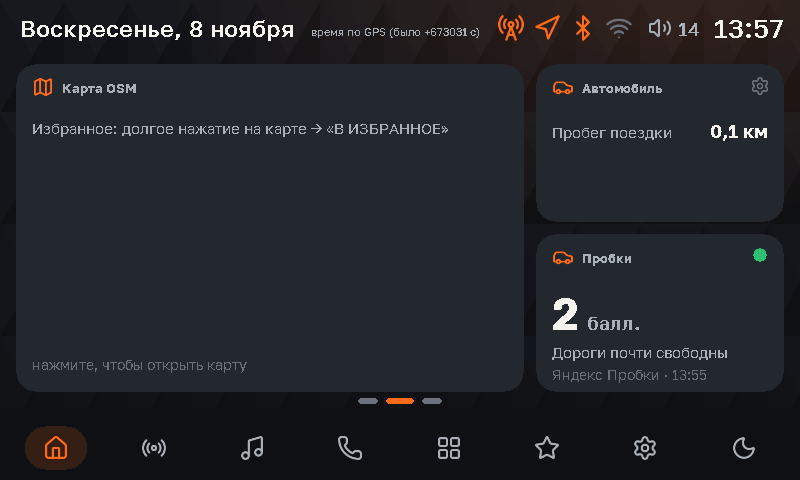 Воскресенье, 8 ноября
время по GPS (было +673031 с)
14
13:57
Карта OSM
Избранное: долгое нажатие на карте → «В ИЗБРАННОЕ»
нажмите, чтобы открыть карту
Автомобиль
Пробег поездки 0,1 км
Пробки
2 балл.
Дороги почти свободны
Яндекс Пробки · 13:55